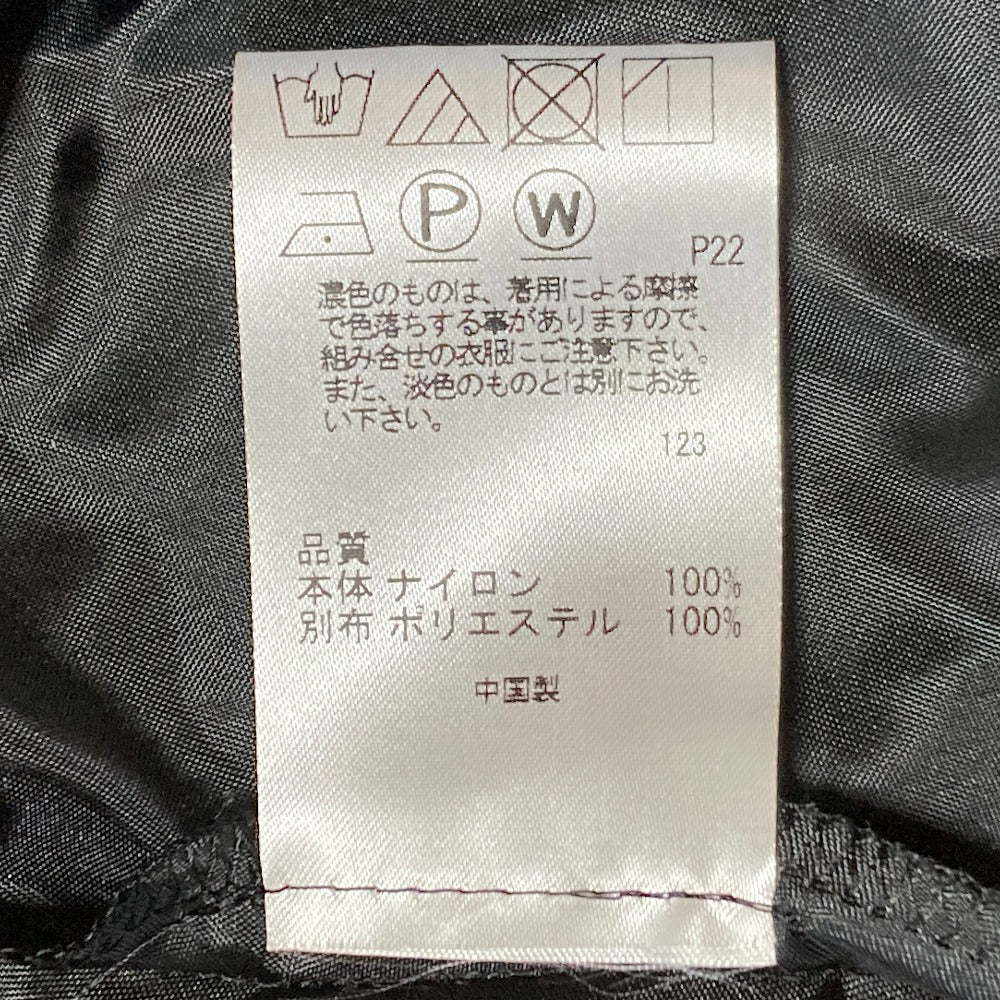 P
W
P22
濃色のものは、着用による摩擦
で色落ちする事がありますので、
組み合せの衣服にご注意下さい。
また、淡色のものとは別にお洗
い下さい。
123
品質
本体 ナイロン 100%
別布 ポリエステル 100%
中国製